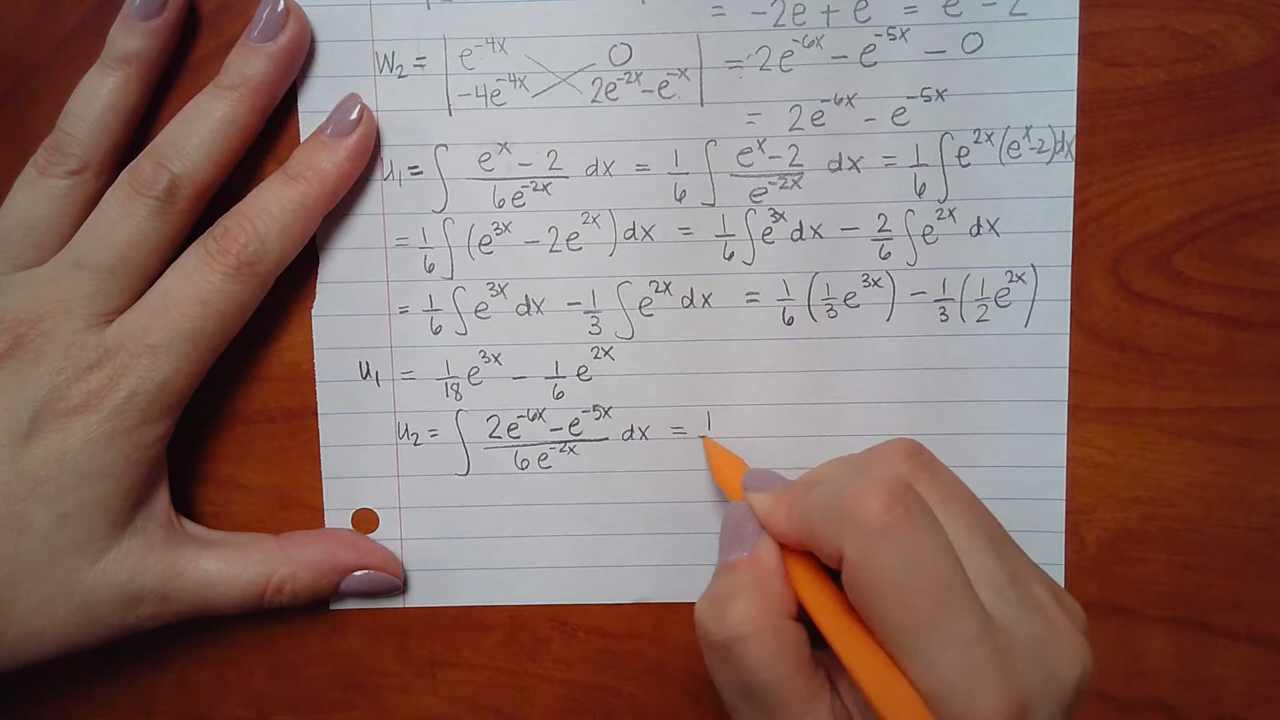 = -2e + e = e - 2
W₂ = | e^{-4x} 0 | = 2e^{-6x} - e^{-5x} - 0
| -4e^{-4x} 2e^{-2x} - e^{-x} |
= 2e^{-6x} - e^{-5x}
u₁ = ∫ (e^x - 2)/(6e^{-2x}) dx = 1/6 ∫ (e^x - 2)/(e^{-2x}) dx = 1/6 ∫ e^{2x}(e^x - 2)dx
= 1/6 ∫ (e^{3x} - 2e^{2x})dx = 1/6 ∫ e^{3x} dx - 2/6 ∫ e^{2x} dx
= 1/6 ∫ e^{3x} dx - 1/3 ∫ e^{2x} dx = 1/6 (1/3 e^{3x}) - 1/3 (1/2 e^{2x})
u₁ = 1/18 e^{3x} - 1/6 e^{2x}
u₂ = ∫ (2e^{-6x} - e^{-5x})/(6e^{-2x}) dx = 1